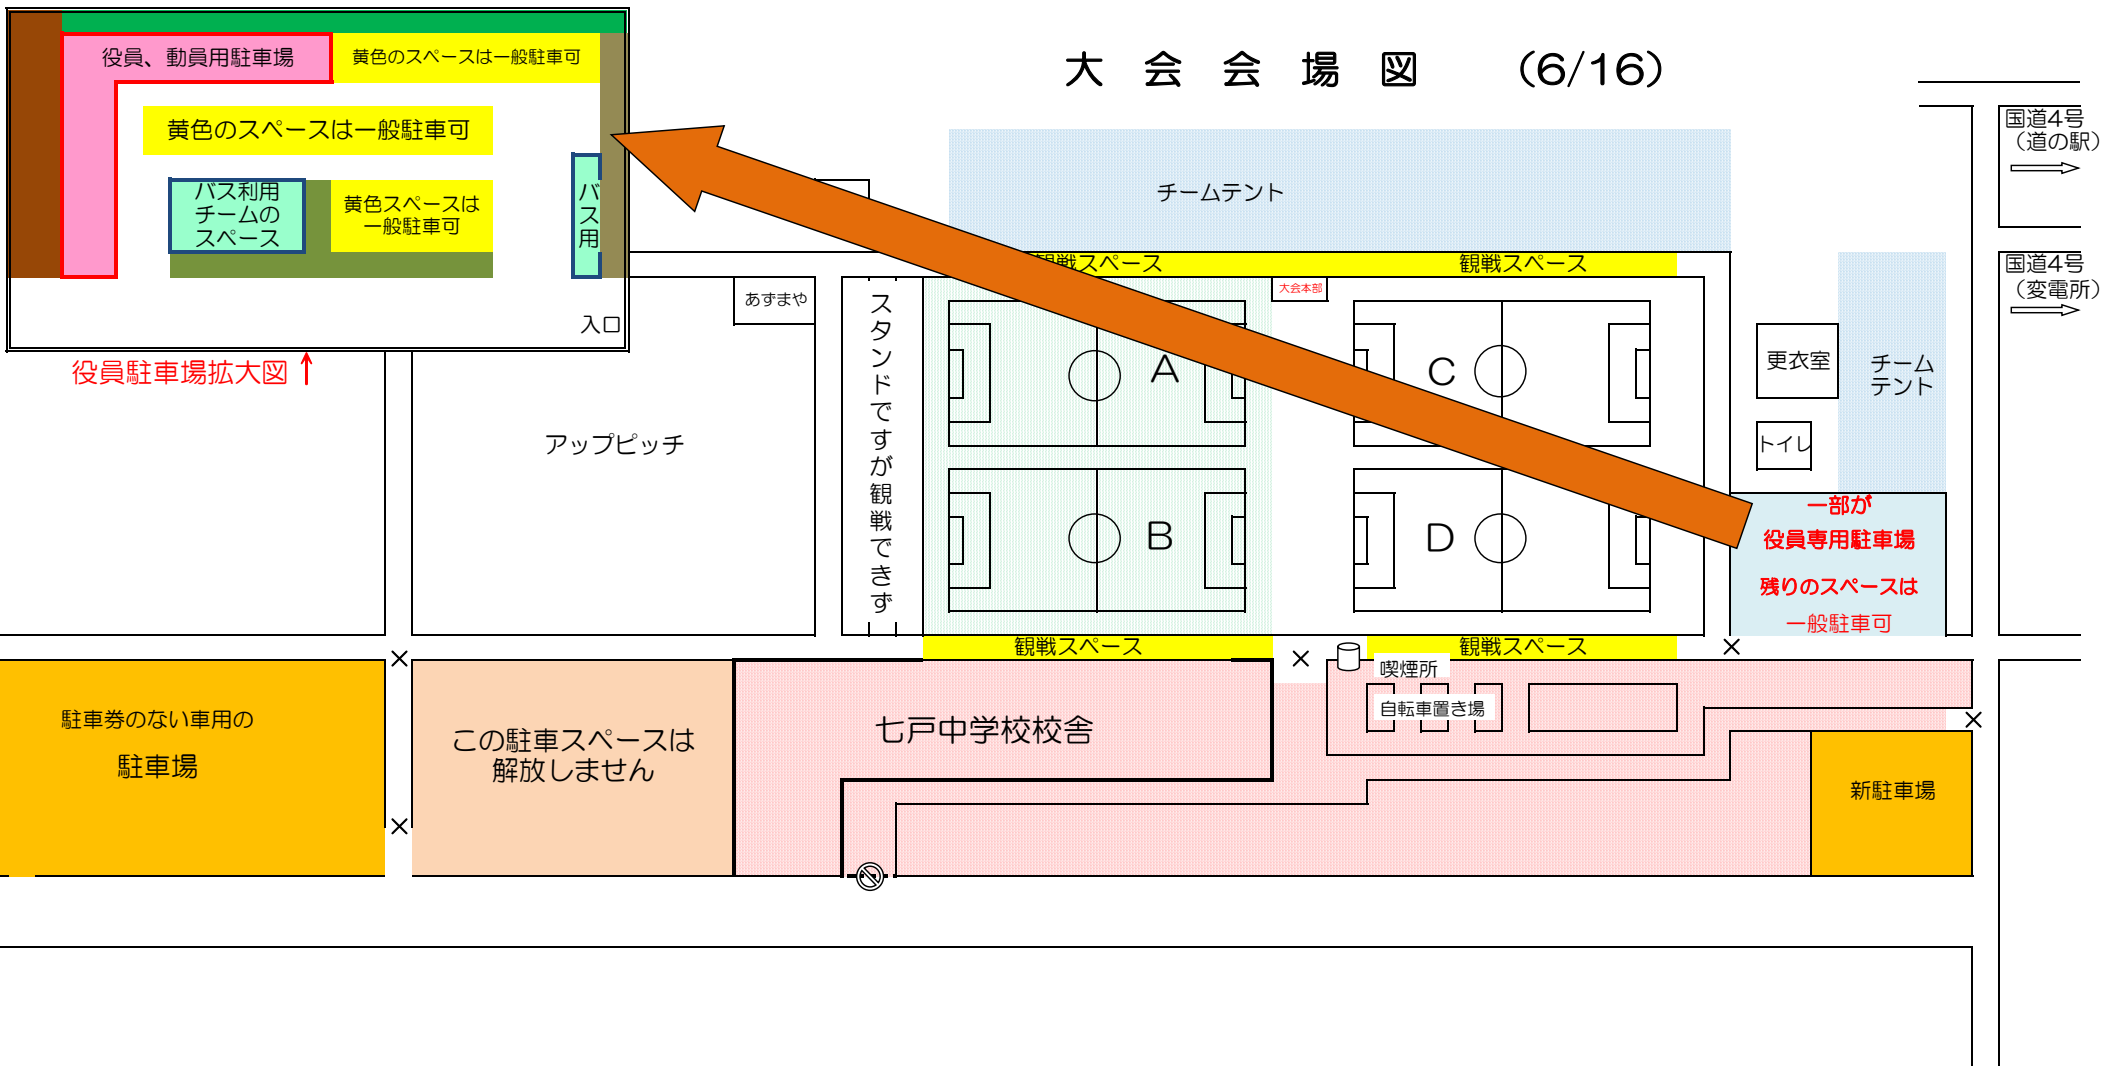 大会会場図 (6/16)
役員、動員用駐車場
黄色のスペースは一般駐車可
黄色のスペースは一般駐車可
バス利用
チームの
スペース
黄色スペースは
一般駐車可
バス用
入口
役員駐車場拡大図
国道4号
(道の駅)
国道4号
(変電所)
チームテント
観戦スペース
観戦スペース
大会本部
あずまや
アップピッチ
スタンドですが観戦できず
A
C
B
D
更衣室
チーム
テント
トイレ
一部が
役員専用駐車場
残りのスペースは
一般駐車可
観戦スペース
観戦スペース
×
×
×
喫煙所
自転車置き場
駐車券のない車用の
駐車場
この駐車スペースは
解放しません
七戸中学校校舎
×
新駐車場
×